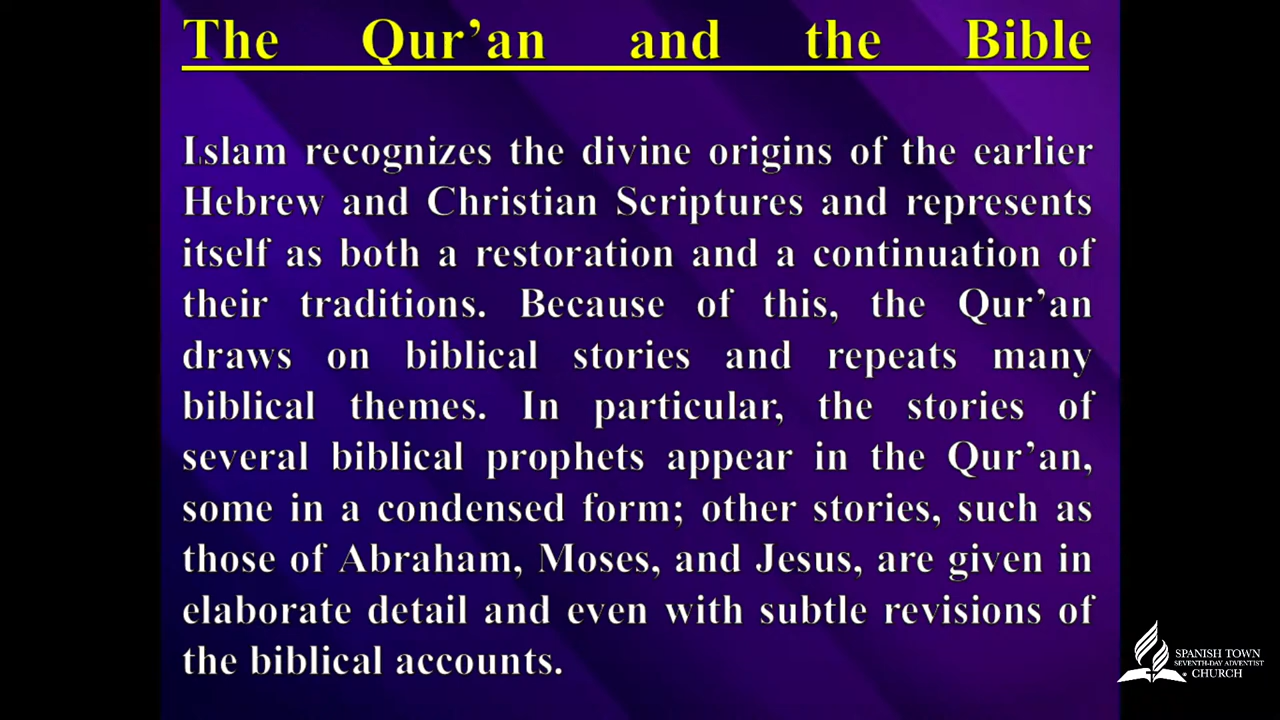 The Qur’an and the Bible
Islam recognizes the divine origins of the earlier
Hebrew and Christian Scriptures and represents
itself as both a restoration and a continuation of
their traditions. Because of this, the Qur’an
draws on biblical stories and repeats many
biblical themes. In particular, the stories of
several biblical prophets appear in the Qur’an,
some in a condensed form; other stories, such as
those of Abraham, Moses, and Jesus, are given in
elaborate detail and even with subtle revisions of
the biblical accounts.
SPANISH TOWN
SEVENTH-DAY ADVENTIST
CHURCH